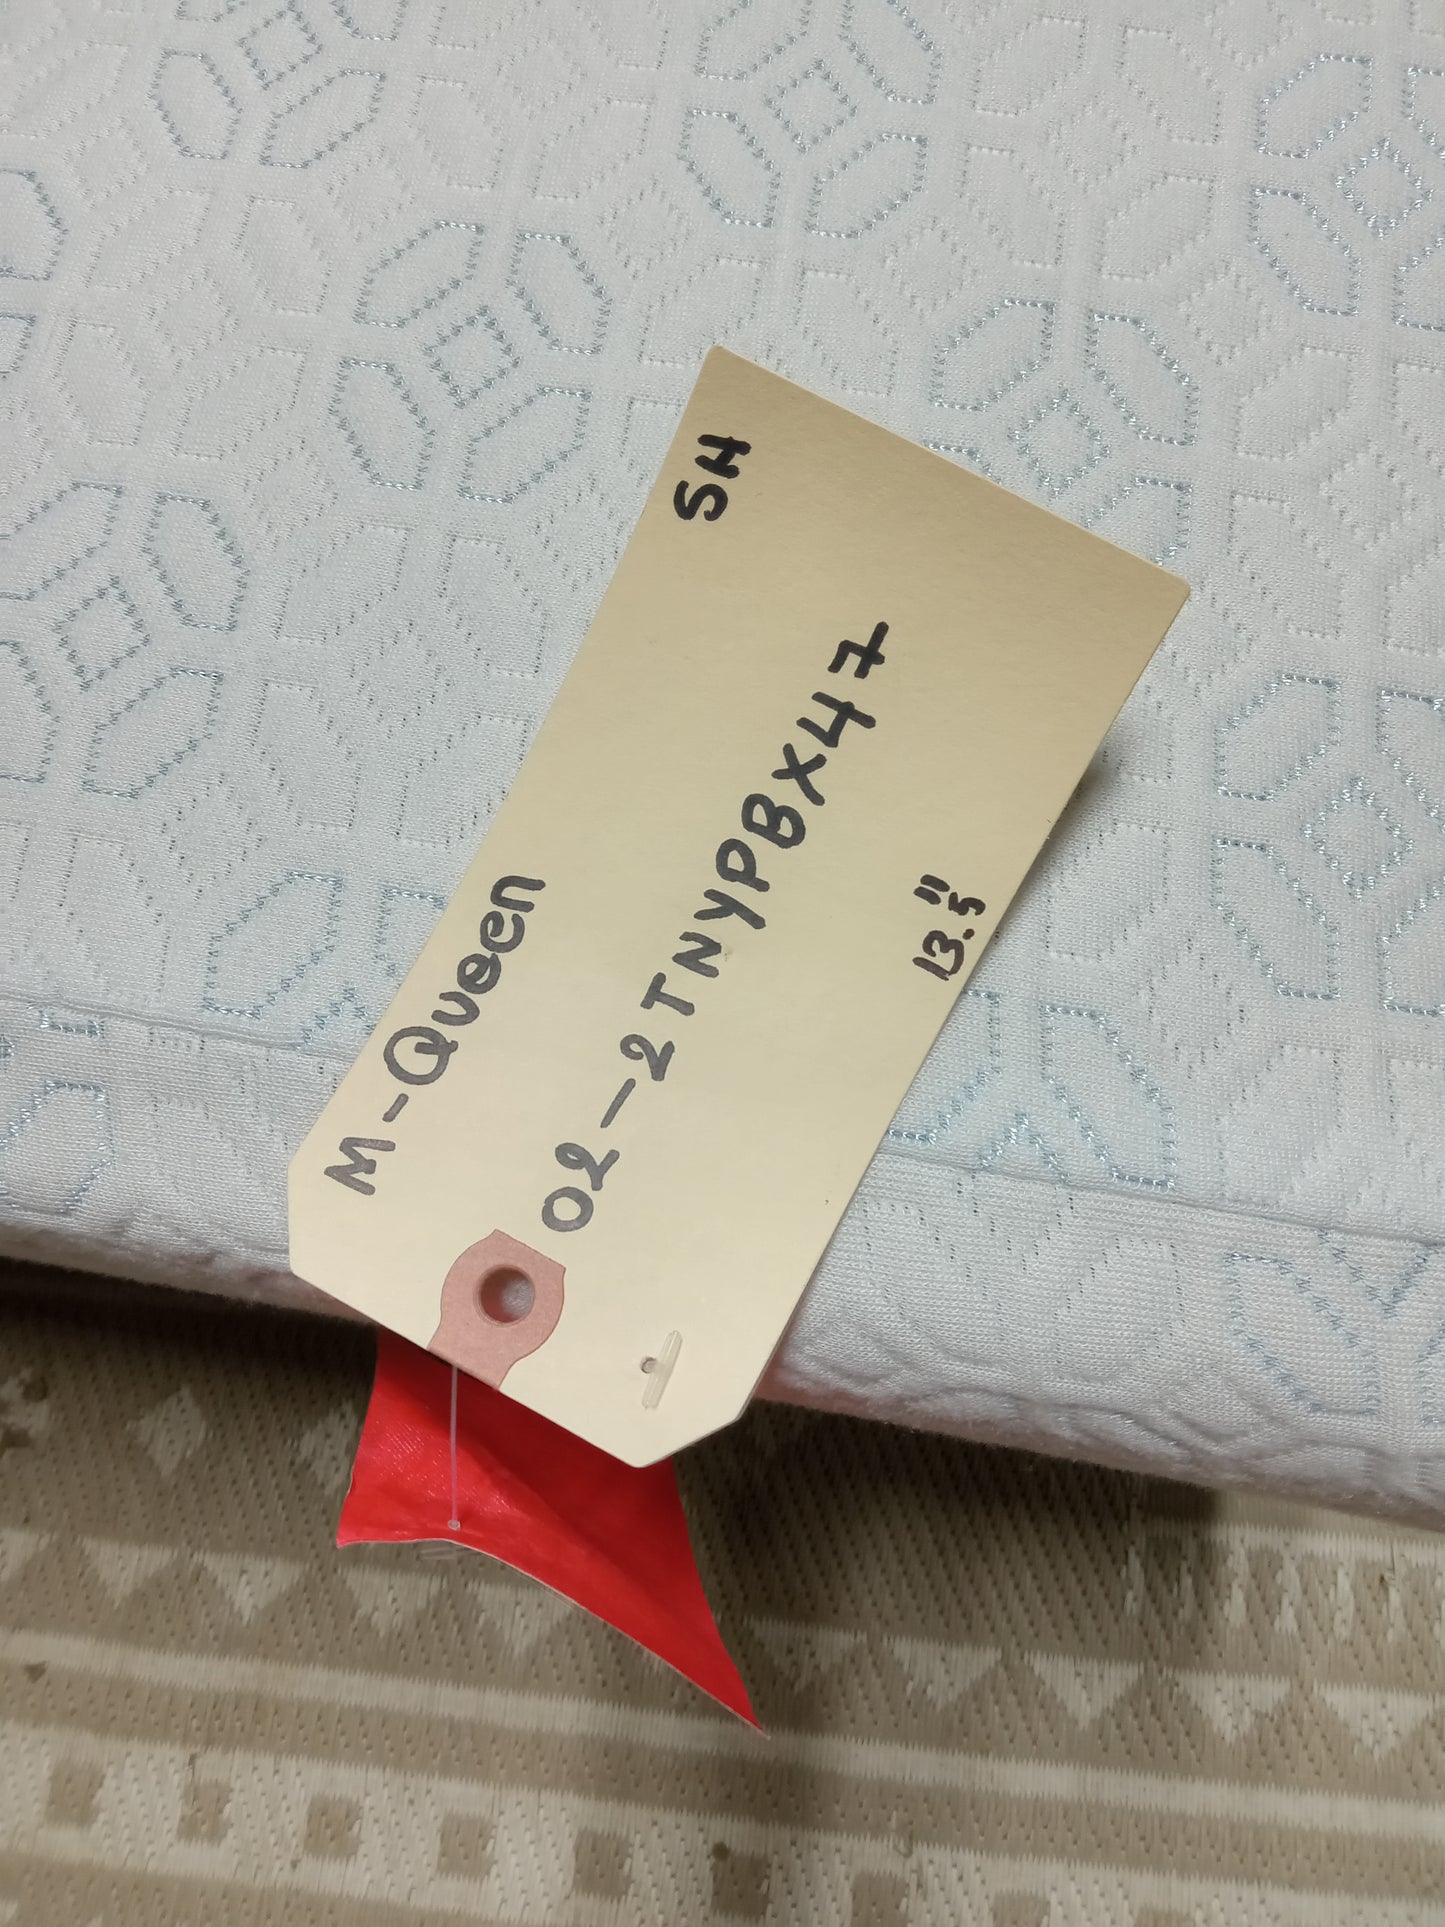 SH
M-Queen
02-2TNYPBX47
13.5"